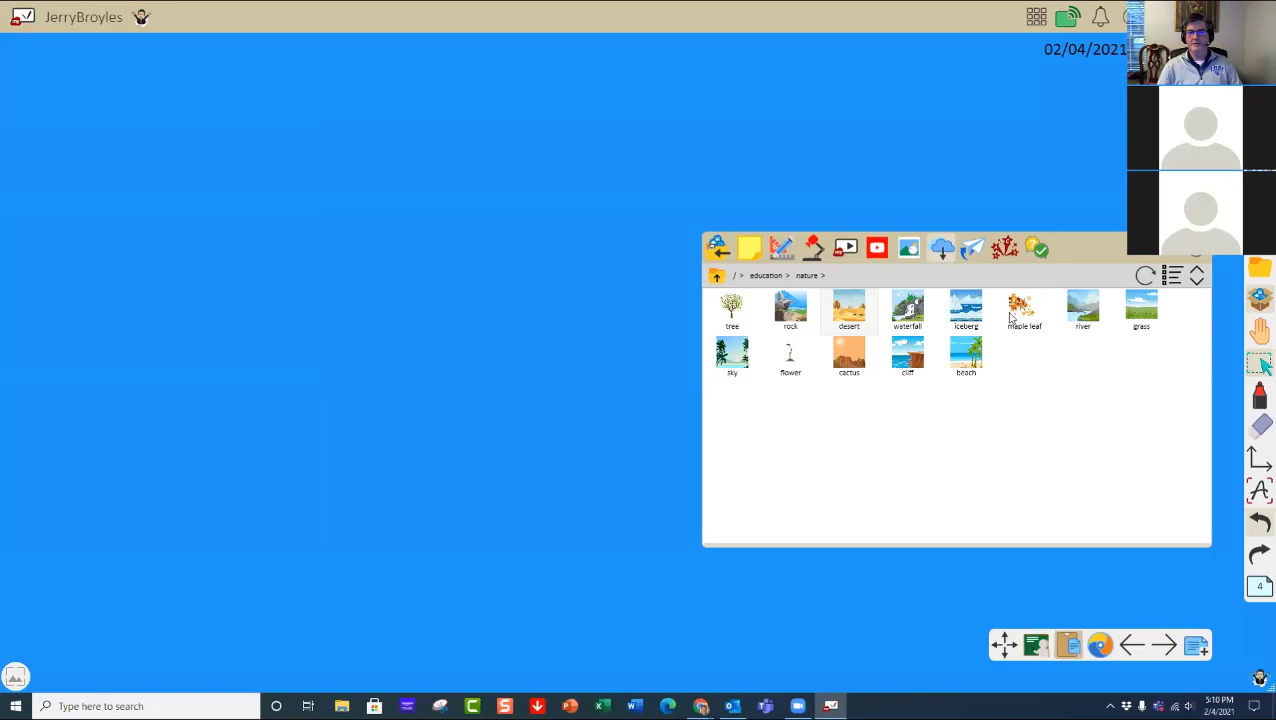 JerryBroyles
02/04/2021
/ > education > nature >
tree rock desert waterfall iceberg maple leaf river grass
sky flower cactus cliff beach
4
Type here to search
5:10 PM
2/4/2021